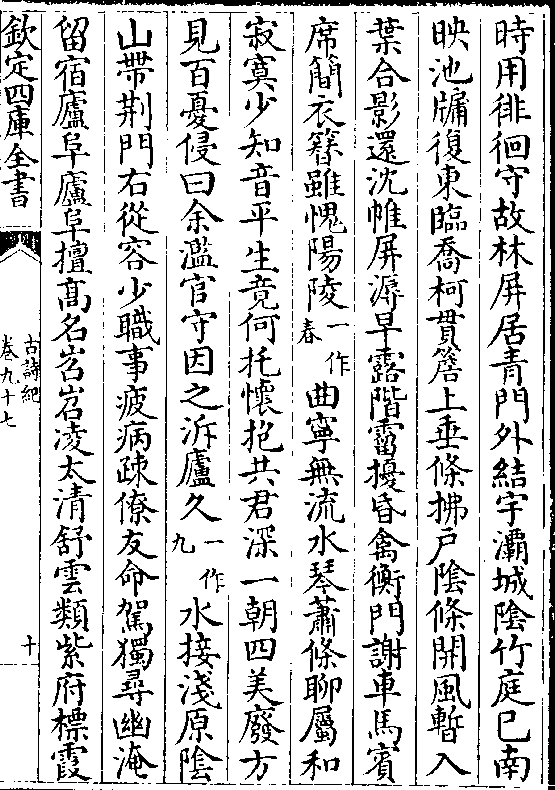 時用徘徊守故林屏居青門外結宇灞城陰竹庭已南
映池牖復東臨喬柯貫簷上垂條拂戶陰條開風暫入
葉合影還沈帷屏溽早露階霤擾昏禽衡門謝車馬賓
席簡衣簪雖愧陽陵一作春曲寧無流水琴蕭條聊屬和
寂寞少知音平生竟何托懷抱共君深一朝四美廢方
見百憂侵曰余濫官守因之泝廬久一作九水接淺原陰
山帶荆門右從容少職事疲病疎僚友命駕獨尋幽淹
留宿廬阜廬阜擅高名岧岧凌太清舒雲類紫府標霞
欽定四庫全書
古詩紀
卷九十七
十